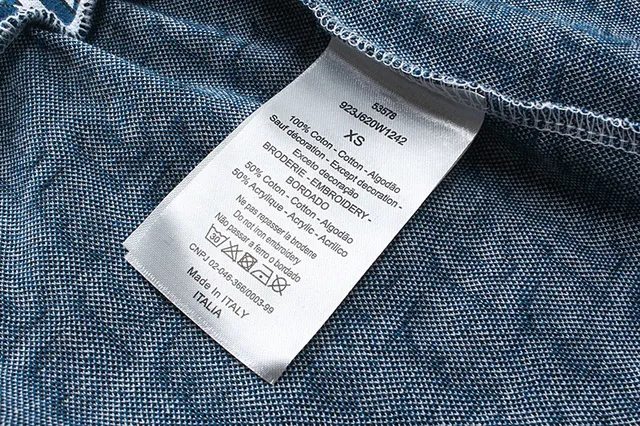 53578
923J620W1242
XS
100% Coton - Cotton - Algodão
Sauf décoration - Except decoration -
Exceto decoração
BRODERIE - EMBROIDERY -
BORDADO
50% Coton - Cotton - Algodão
50% Acrylique - Acrylic - Acrílico
Ne pas repasser la broderie
Do not iron embroidery
Não passar a ferro o bordado
CNPJ 02-046-366/0003-99
Made in ITALY
ITALIA